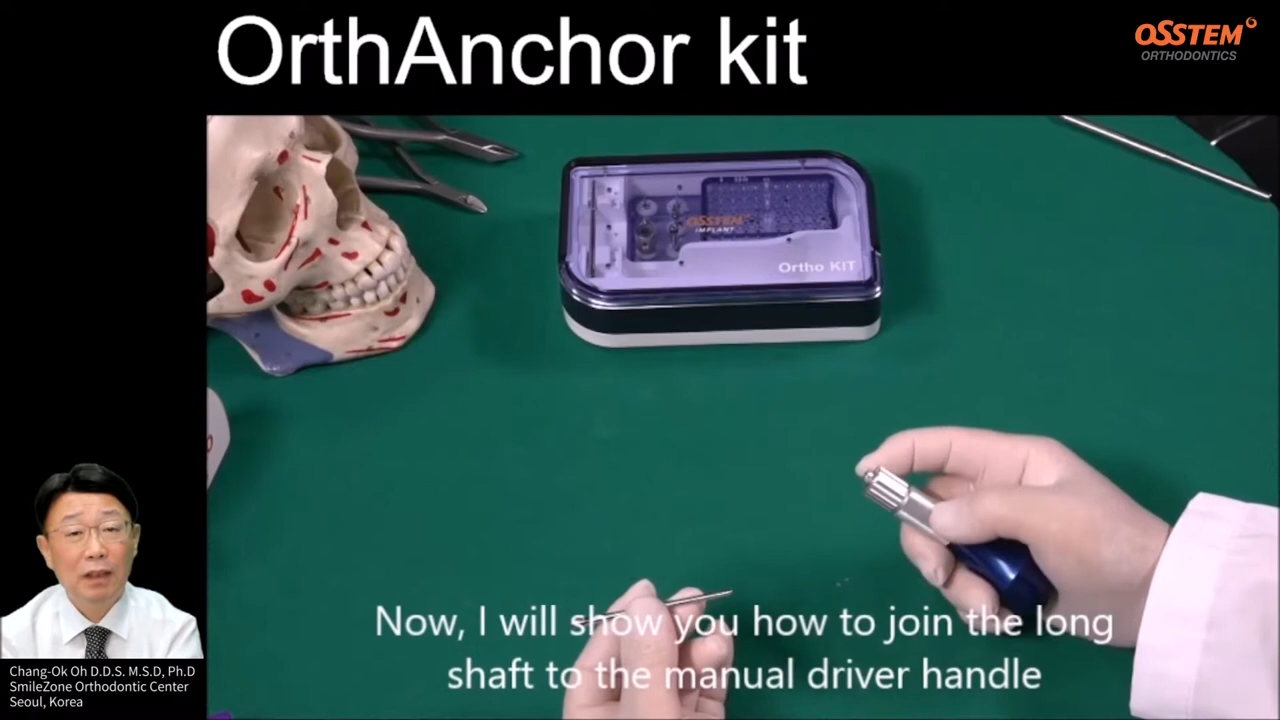 OrthAnchor kit
OSSTEM
ORTHODONTICS
OSSTEM
IMPLANT
Ortho KIT
Now, I will show you how to join the long
shaft to the manual driver handle
Chang-Ok Oh D.D.S. M.S.D, Ph.D
SmileZone Orthodontic Center
Seoul, Korea